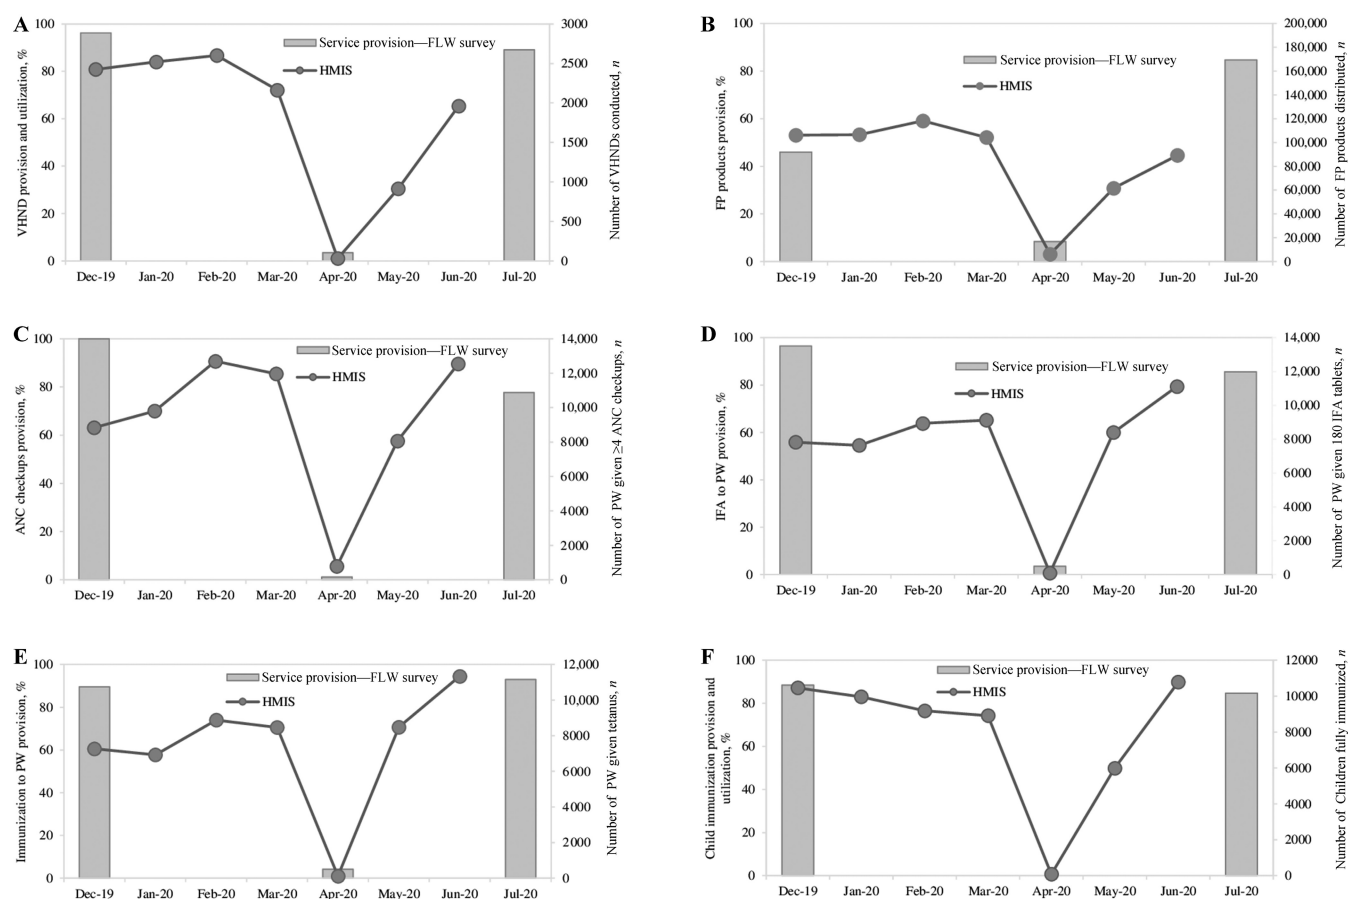 A
VHND provision and utilization, %
100
80
60
40
20
0
Service provision—FLW survey
HMIS
3000
2500
2000
1500
1000
500
0
Number of VHNDs conducted, n
Dec-19 Jan-20 Feb-20 Mar-20 Apr-20 May-20 Jun-20 Jul-20
B
FP products provision, %
100
80
60
40
20
0
Service provision—FLW survey
HMIS
200,000
180,000
160,000
140,000
120,000
100,000
80,000
60,000
40,000
20,000
0
Number of FP products distributed, n
Dec-19 Jan-20 Feb-20 Mar-20 Apr-20 May-20 Jun-20 Jul-20
C
ANC checkups provision, %
100
80
60
40
20
0
Service provision—FLW survey
HMIS
14,000
12,000
10,000
8000
6000
4000
2000
0
Number of PW given ≥4 ANC checkups, n
Dec-19 Jan-20 Feb-20 Mar-20 Apr-20 May-20 Jun-20 Jul-20
D
IFA to PW provision, %
100
80
60
40
20
0
Service provision—FLW survey
HMIS
14,000
12,000
10,000
8000
6000
4000
2000
0
Number of PW given 180 IFA tablets, n
Dec-19 Jan-20 Feb-20 Mar-20 Apr-20 May-20 Jun-20 Jul-20
E
Immunization to PW provision, %
100
80
60
40
20
0
Service provision—FLW survey
HMIS
12,000
10,000
8000
6000
4 000
2000
0
Number of PW given tetanus, n
Dec-19 Jan-20 Feb-20 Mar-20 Apr-20 May-20 Jun-20 Jul-20
F
Child immunization provision and
utilization, %
100
80
60
40
20
0
Service provision—FLW survey
HMIS
12000
10000
8000
6000
4000
2000
0
Number of Children fully immunized, n
Dec-19 Jan-20 Feb-20 Mar-20 Apr-20 May-20 Jun-20 Jul-20